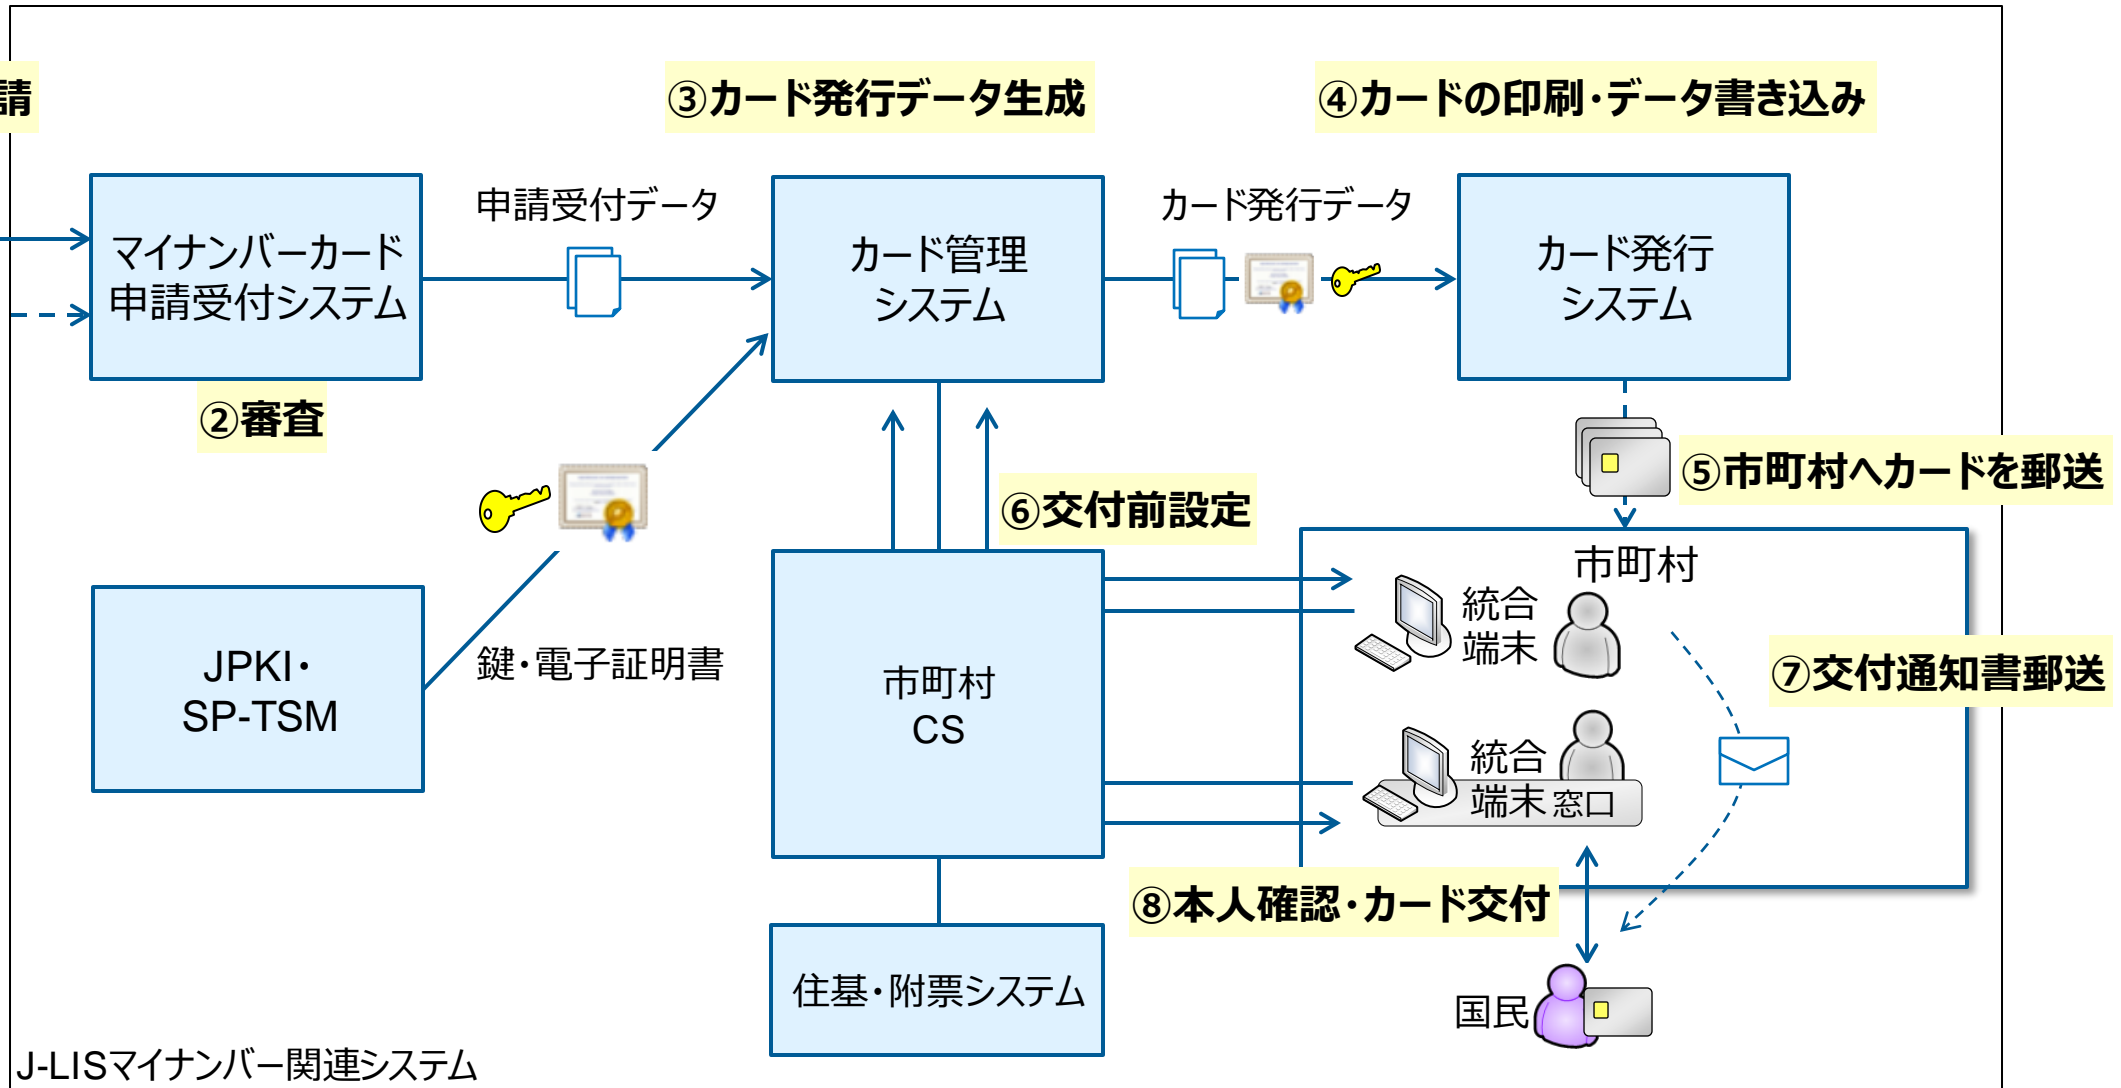 請
③カード発行データ生成
④カードの印刷・データ書き込み
申請受付データ
カード発行データ
マイナンバーカード
申請受付システム
カード管理
システム
カード発行
システム
②審査
⑤市町村へカードを郵送
⑥交付前設定
市町村
統合
端末
JPKI・
SP-TSM
鍵・電子証明書
市町村
CS
⑦交付通知書郵送
統合
端末
窓口
⑧本人確認・カード交付
住基・附票システム
国民
J-LISマイナンバー関連システム